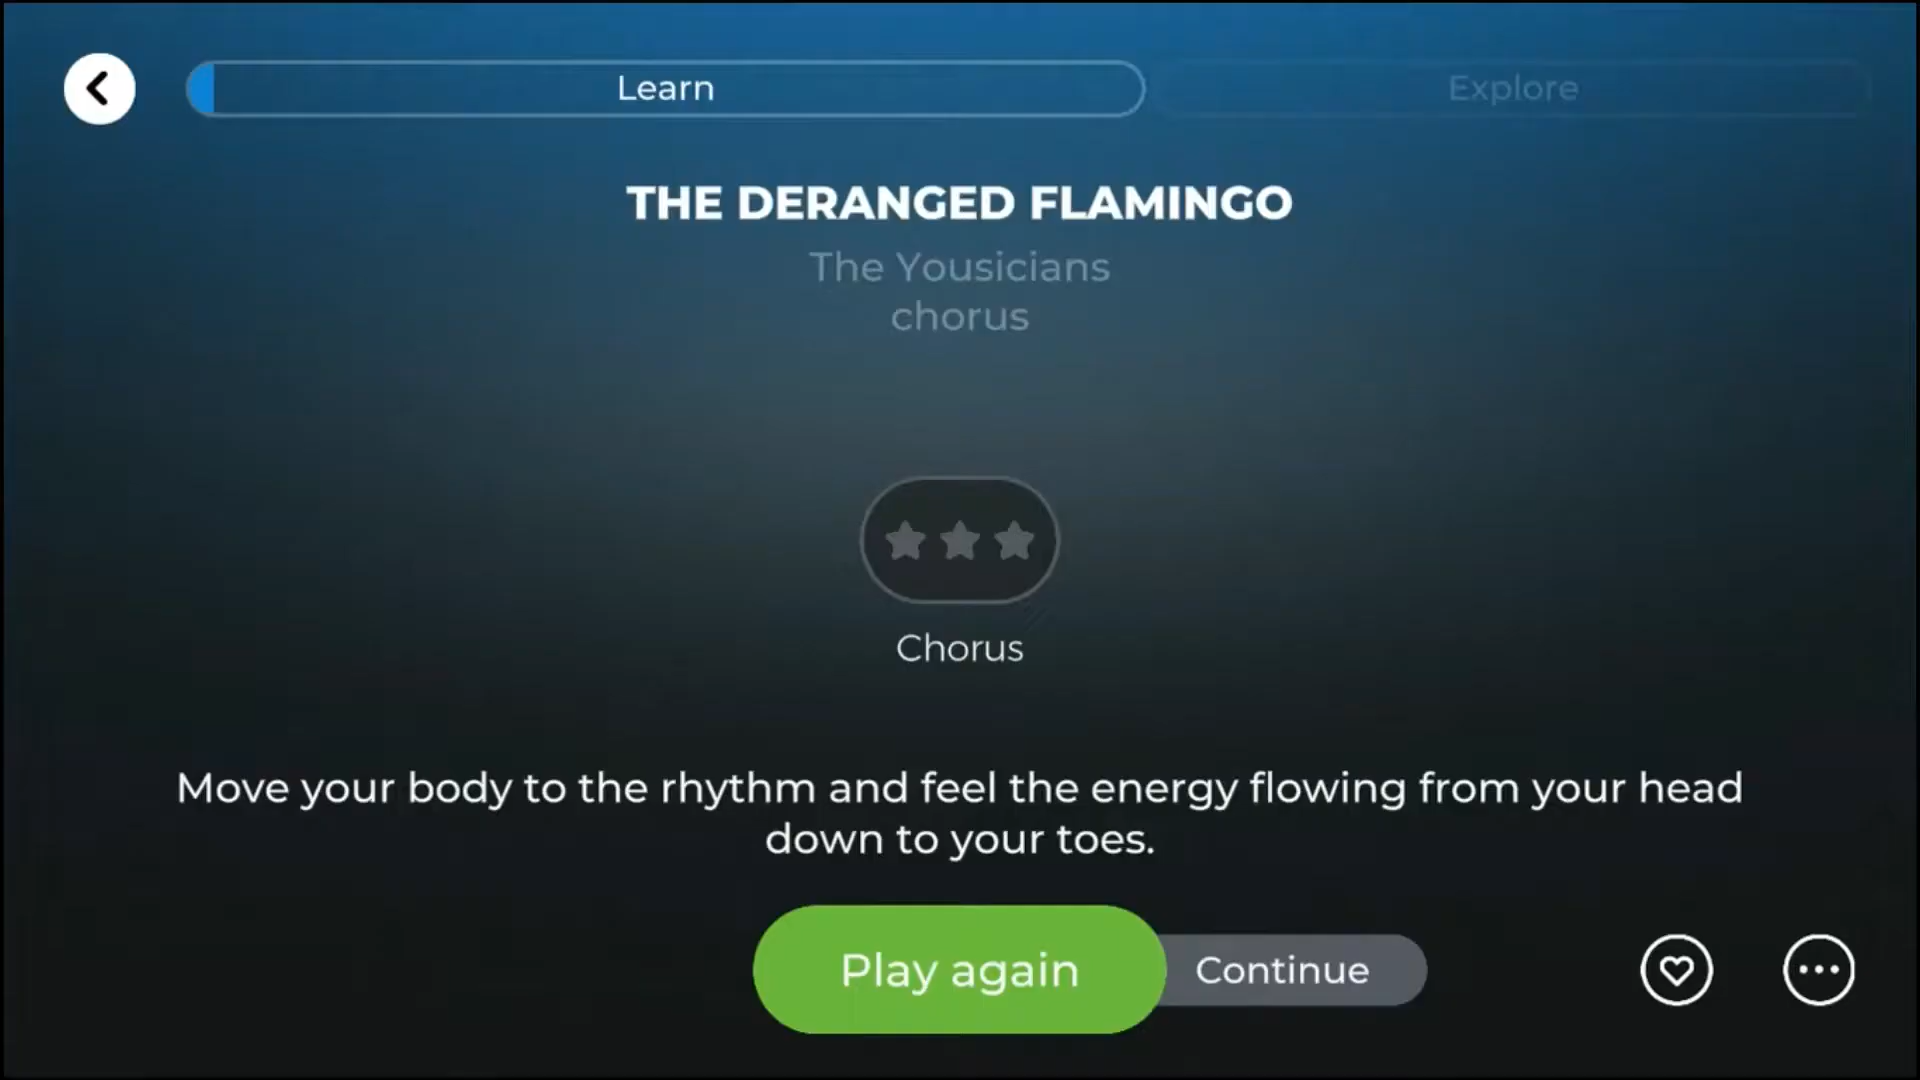 Learn
Explore
THE DERANGED FLAMINGO
The Yousicians
chorus
Chorus
Move your body to the rhythm and feel the energy flowing from your head
down to your toes.
Play again
Continue